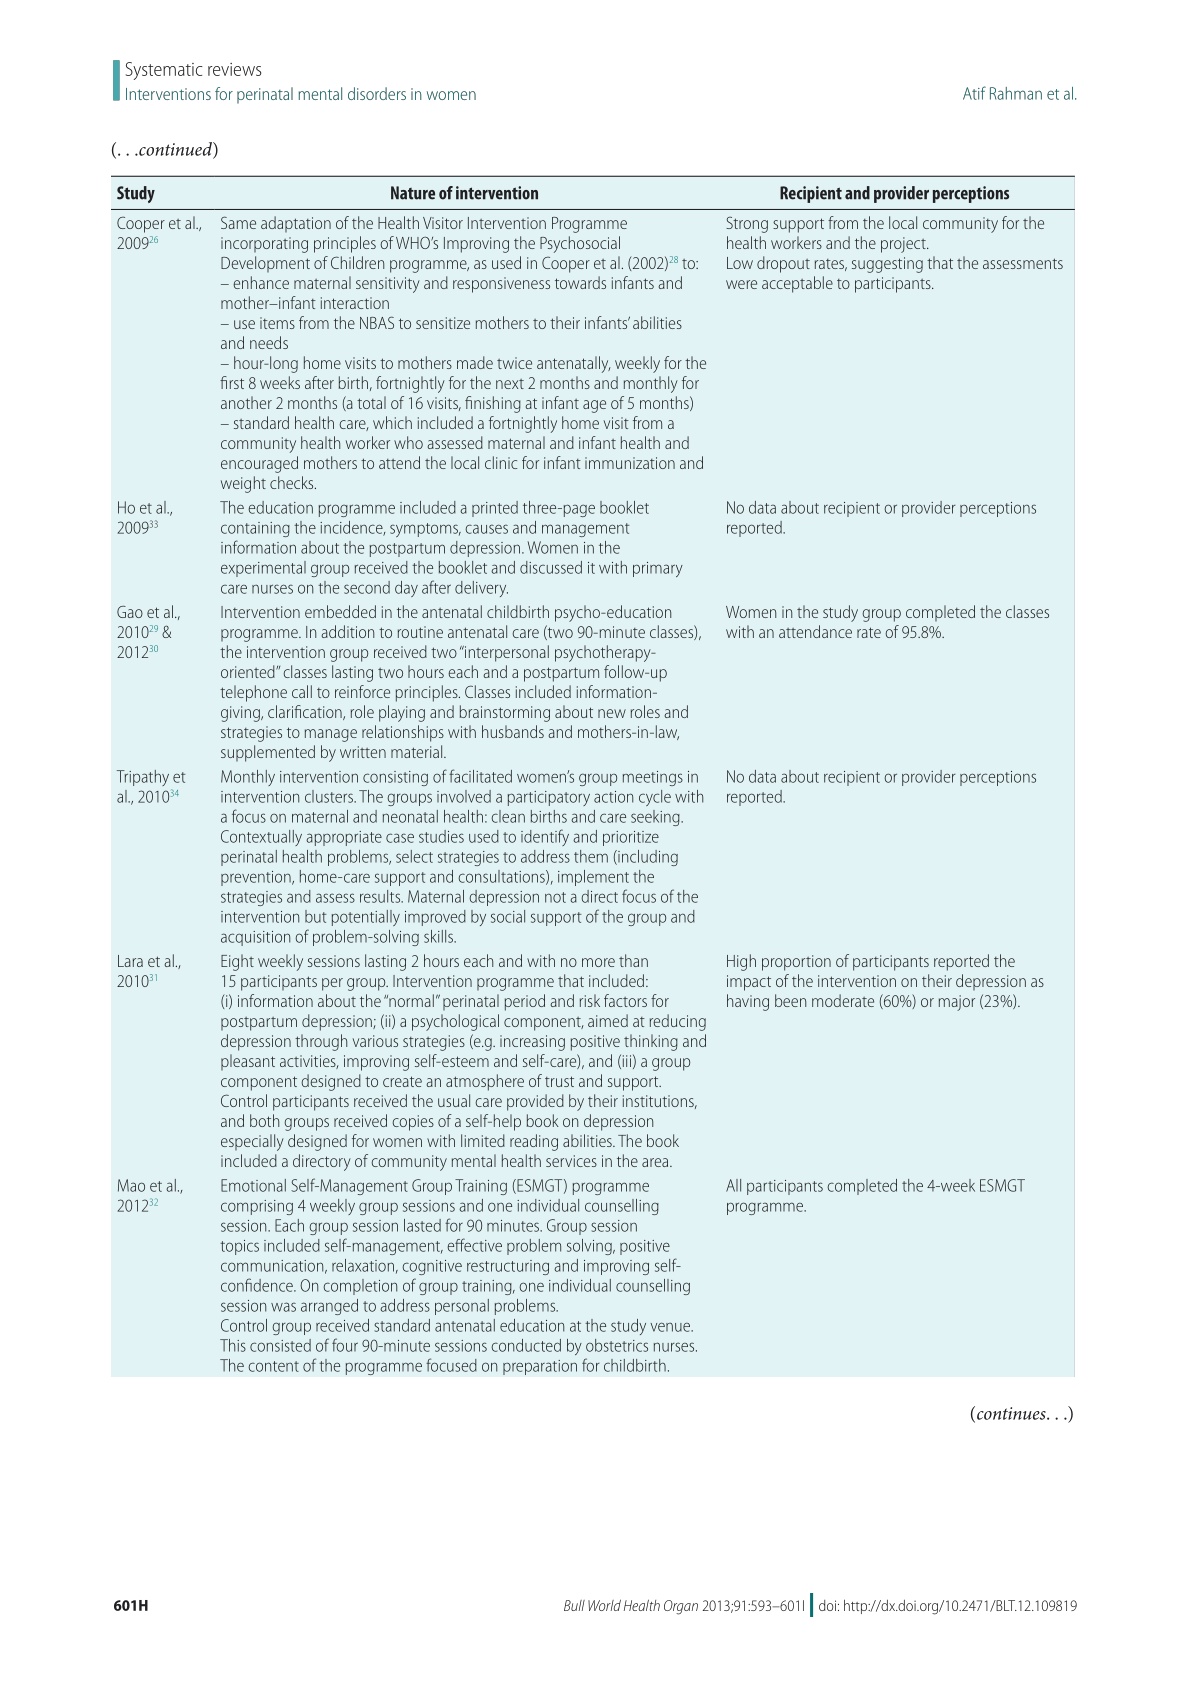 Systematic reviews
Interventions for perinatal mental disorders in women
Atif Rahman et al.
(. . .continued)
Study
Nature of intervention
Recipient and provider perceptions
Cooper et al.,
2009²⁶
Same adaptation of the Health Visitor Intervention Programme
incorporating principles of WHO’s Improving the Psychosocial
Development of Children programme, as used in Cooper et al. (2002)²⁸ to:
– enhance maternal sensitivity and responsiveness towards infants and
mother–infant interaction
– use items from the NBAS to sensitize mothers to their infants’ abilities
and needs
– hour-long home visits to mothers made twice antenatally, weekly for the
first 8 weeks after birth, fortnightly for the next 2 months and monthly for
another 2 months (a total of 16 visits, finishing at infant age of 5 months)
– standard health care, which included a fortnightly home visit from a
community health worker who assessed maternal and infant health and
encouraged mothers to attend the local clinic for infant immunization and
weight checks.
Strong support from the local community for the
health workers and the project.
Low dropout rates, suggesting that the assessments
were acceptable to participants.
Ho et al.,
2009³³
The education programme included a printed three-page booklet
containing the incidence, symptoms, causes and management
information about the postpartum depression. Women in the
experimental group received the booklet and discussed it with primary
care nurses on the second day after delivery.
No data about recipient or provider perceptions
reported.
Gao et al.,
2010²⁹ &
2012³⁰
Intervention embedded in the antenatal childbirth psycho-education
programme. In addition to routine antenatal care (two 90-minute classes),
the intervention group received two “interpersonal psychotherapy-
oriented” classes lasting two hours each and a postpartum follow-up
telephone call to reinforce principles. Classes included information-
giving, clarification, role playing and brainstorming about new roles and
strategies to manage relationships with husbands and mothers-in-law,
supplemented by written material.
Women in the study group completed the classes
with an attendance rate of 95.8%.
Tripathy et
al., 2010³⁴
Monthly intervention consisting of facilitated women’s group meetings in
intervention clusters. The groups involved a participatory action cycle with
a focus on maternal and neonatal health: clean births and care seeking.
Contextually appropriate case studies used to identify and prioritize
perinatal health problems, select strategies to address them (including
prevention, home-care support and consultations), implement the
strategies and assess results. Maternal depression not a direct focus of the
intervention but potentially improved by social support of the group and
acquisition of problem-solving skills.
No data about recipient or provider perceptions
reported.
Lara et al.,
2010³¹
Eight weekly sessions lasting 2 hours each and with no more than
15 participants per group. Intervention programme that included:
(i) information about the “normal” perinatal period and risk factors for
postpartum depression; (ii) a psychological component, aimed at reducing
depression through various strategies (e.g. increasing positive thinking and
pleasant activities, improving self-esteem and self-care), and (iii) a group
component designed to create an atmosphere of trust and support.
Control participants received the usual care provided by their institutions,
and both groups received copies of a self-help book on depression
especially designed for women with limited reading abilities. The book
included a directory of community mental health services in the area.
High proportion of participants reported the
impact of the intervention on their depression as
having been moderate (60%) or major (23%).
Mao et al.,
2012³²
Emotional Self-Management Group Training (ESMGT) programme
comprising 4 weekly group sessions and one individual counselling
session. Each group session lasted for 90 minutes. Group session
topics included self-management, effective problem solving, positive
communication, relaxation, cognitive restructuring and improving self-
confidence. On completion of group training, one individual counselling
session was arranged to address personal problems.
Control group received standard antenatal education at the study venue.
This consisted of four 90-minute sessions conducted by obstetrics nurses.
The content of the programme focused on preparation for childbirth.
All participants completed the 4-week ESMGT
programme.
(continues. . .)
601H
Bull World Health Organ 2013;91:593–601I
doi: http://dx.doi.org/10.2471/BLT.12.109819